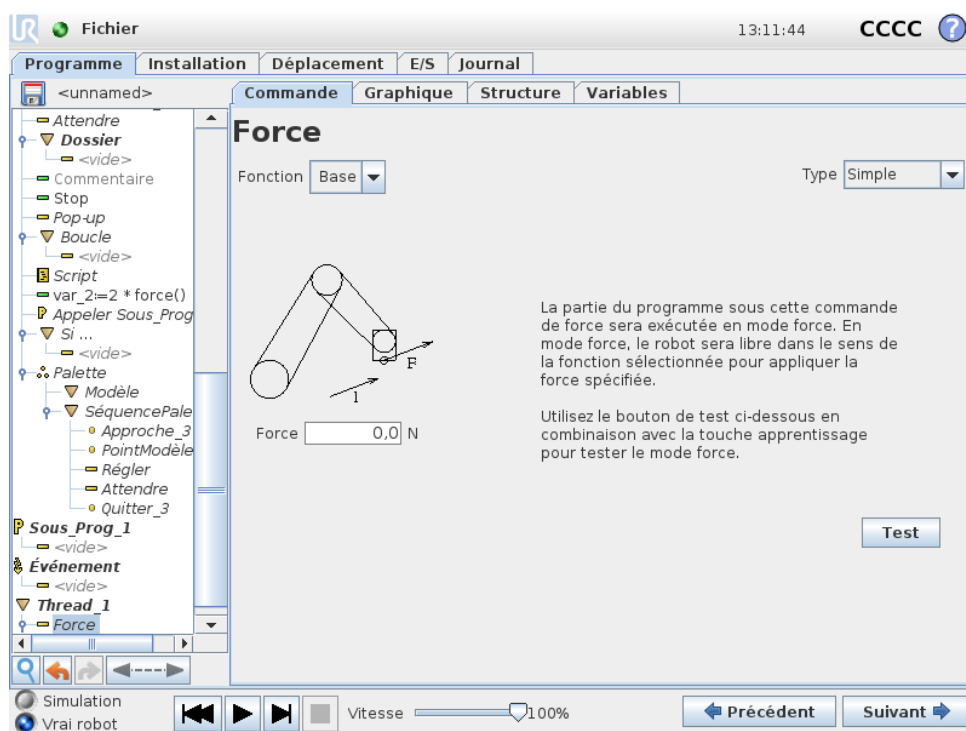 UR Fichier 13:11:44 CCCC ?
Programme Installation Déplacement E/S Journal
<unnamed>
Commande Graphique Structure Variables
Attendre
Dossier
<vide>
Commentaire
Stop
Pop-up
Boucle
<vide>
Script
var_2:=2 * force()
P Appeler Sous_Prog
Si ...
<vide>
Palette
Modèle
SéquencePale
Approche_3
PointModèle
Régler
Attendre
Quitter_3
P Sous_Prog_1
<vide>
Événement
<vide>
Thread_1
Force
Force
Fonction Base Type Simple
F
1
Force 0,0 N
La partie du programme sous cette commande
de force sera exécutée en mode force. En
mode force, le robot sera libre dans le sens de
la fonction sélectionnée pour appliquer la
force spécifiée.
Utilisez le bouton de test ci-dessous en
combinaison avec la touche apprentissage
pour tester le mode force.
Test
Simulation
Vrai robot
Vitesse 100%
Précédent Suivant